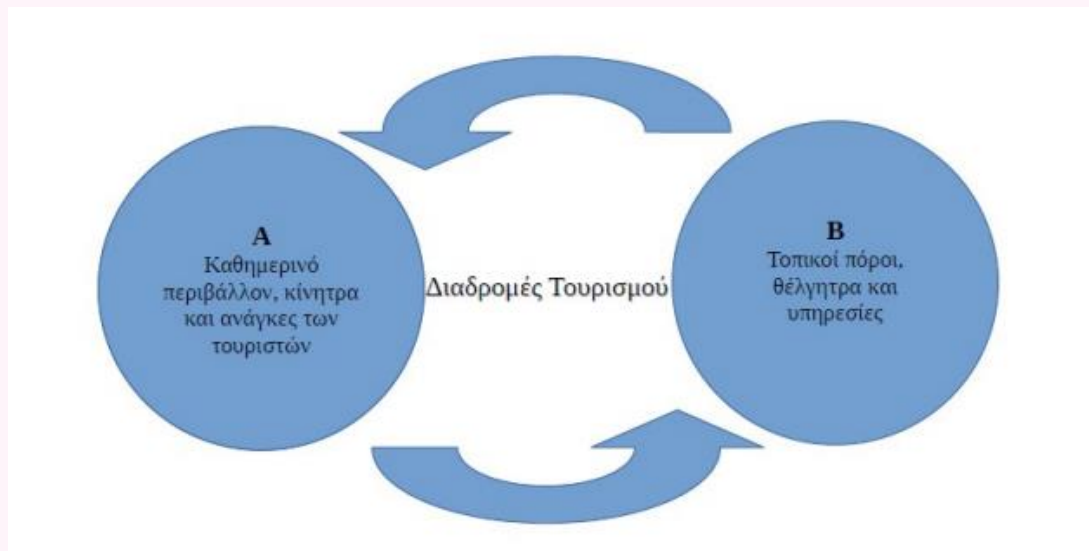 Α
Καθημερινό
περιβάλλον, κίνητρα
και ανάγκες των
τουριστών
Διαδρομές Τουρισμού
Β
Τοπικοί πόροι,
θέλγητρα και
υπηρεσίες